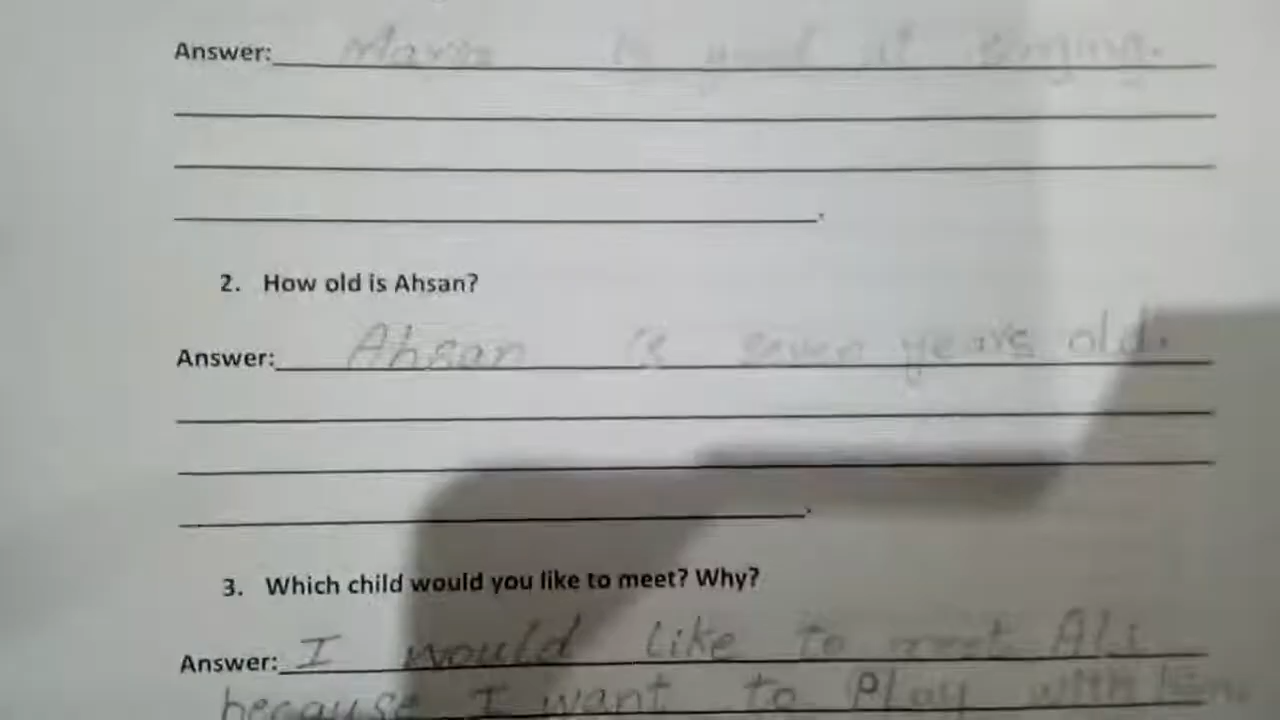 Answer: is good at singing.
2. How old is Ahsan?
Answer: Ahsan is seven years old.
3. Which child would you like to meet? Why?
Answer: I would like to meet Ali
because I want to Play with